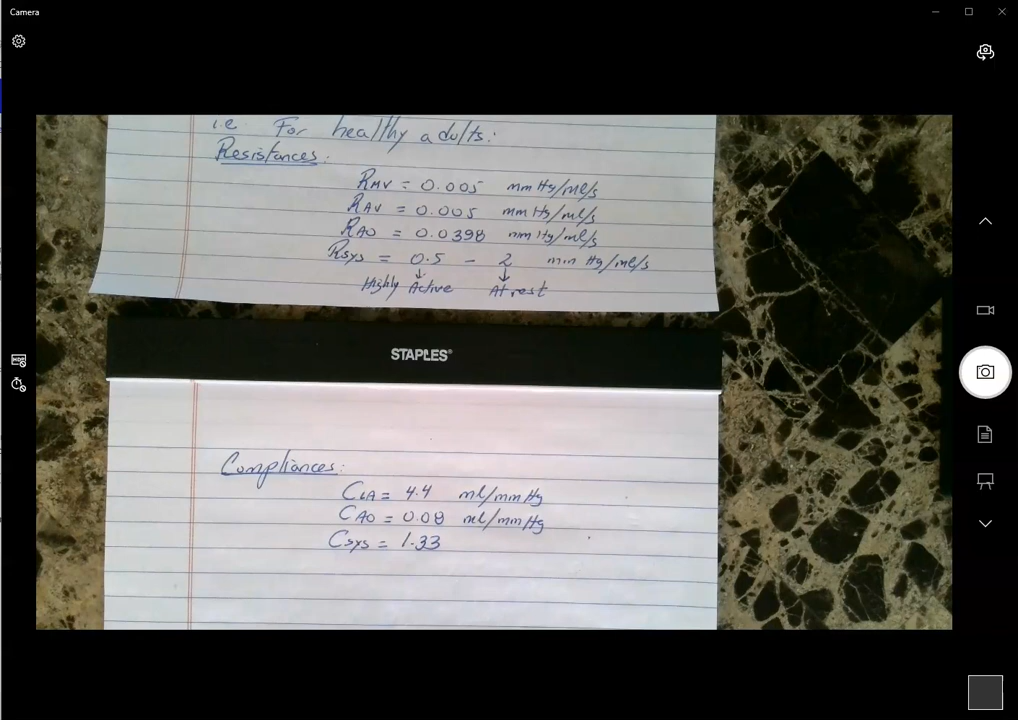 Camera
i.e For healthy adults:
Resistances:
RMV = 0.005 mmHg/ml/s
RAV = 0.005 mmHg/ml/s
RAO = 0.0398 mmHg/ml/s
Rsys = 0.5 - 2 mmHg/ml/s
↓ ↓
Highly Active At rest
STAPLES®
Compliances:
CLA = 4.4 ml/mmHg
CAO = 0.08 ml/mmHg
Csys = 1.33